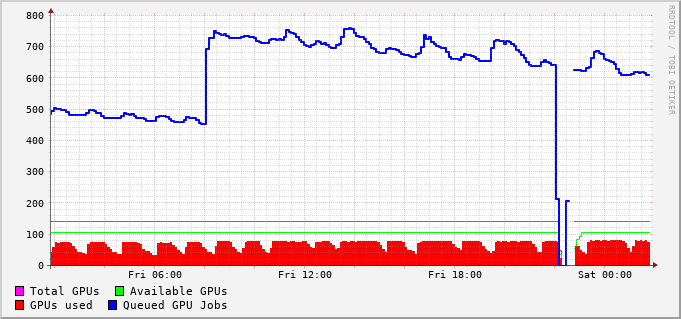 800
700
600
500
400
300
200
100
0
Fri 06:00 Fri 12:00 Fri 18:00 Sat 00:00
Total GPUs Available GPUs
GPUs used Queued GPU Jobs
RRDTOOL / TOBI OETIKER